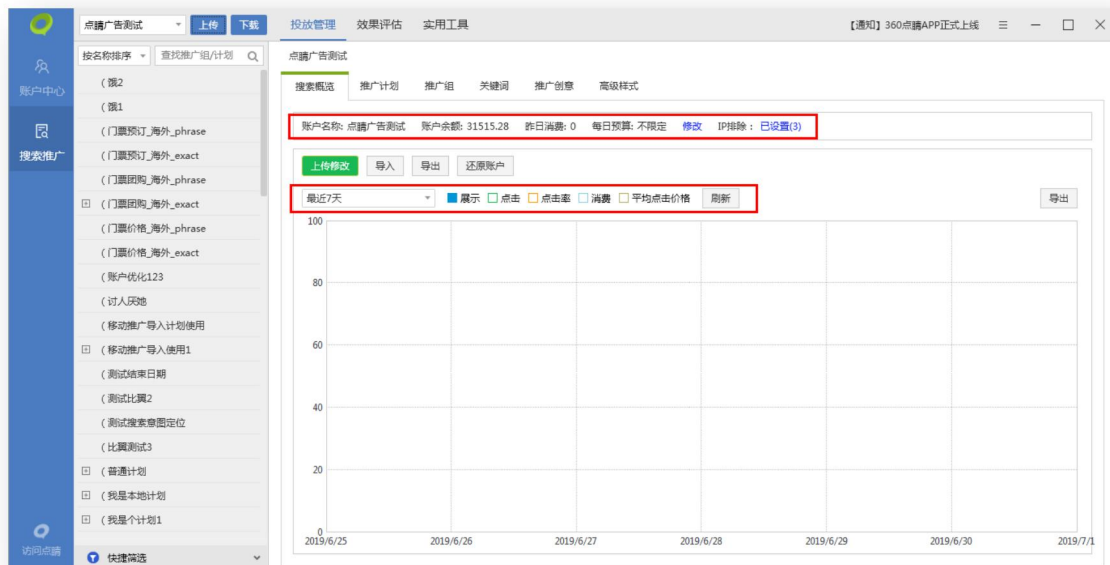 点睛广告测试 上传 下载 投放管理 效果评估 实用工具 【通知】360点睛APP正式上线
账户中心
搜索推广
访问点睛
按名称排序 查找推广组/计划
(饿2
(饿1
(门票预订_海外_phrase
(门票预订_海外_exact
(门票团购_海外_phrase
(门票团购_海外_exact
(门票价格_海外_phrase
(门票价格_海外_exact
(账户优化123
(讨人厌她
(移动推广导入计划使用
(移动推广导入使用1
(测试结束日期
(测试比翼2
(测试搜索意图定位
(比翼测试3
(普通计划
(我是本地计划
(我是个计划1
快捷筛选
点睛广告测试
搜索概览 推广计划 推广组 关键词 推广创意 高级样式
账户名称: 点睛广告测试 账户余额: 31515.28 昨日消费: 0 每日预算: 不限定 修改 IP排除： 已设置(3)
上传修改 导入 导出 还原账户
最近7天 展示 点击 点击率 消费 平均点击价格 刷新 导出
100
80
60
40
20
0
2019/6/25 2019/6/26 2019/6/27 2019/6/28 2019/6/29 2019/6/30 2019/7/1